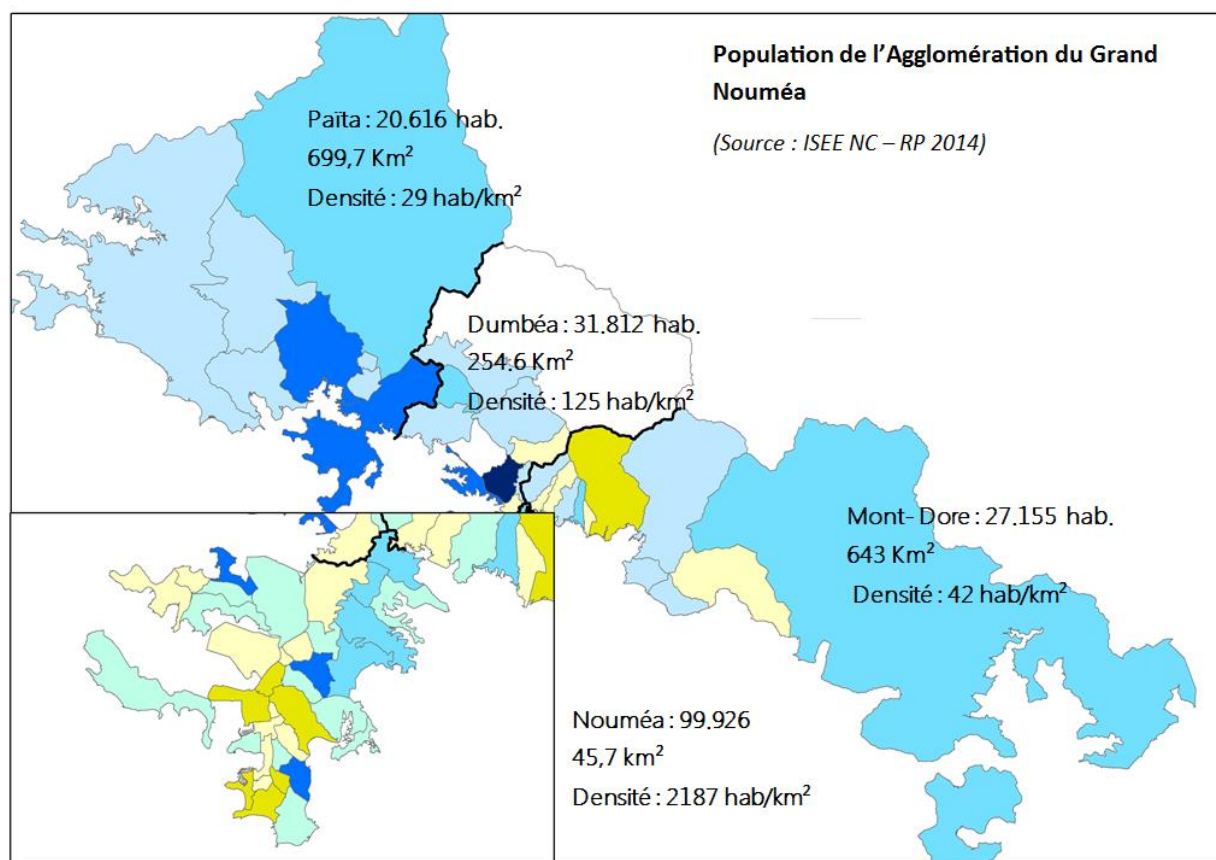 Population de l’Agglomération du Grand
Nouméa
(Source : ISEE NC – RP 2014)
Païta : 20.616 hab.
699,7 Km²
Densité : 29 hab/km²
Dumbéa : 31.812 hab.
254.6 Km²
Densité : 125 hab/km²
Mont- Dore : 27.155 hab.
643 Km²
Densité : 42 hab/km²
Nouméa : 99.926
45,7 km²
Densité : 2187 hab/km²